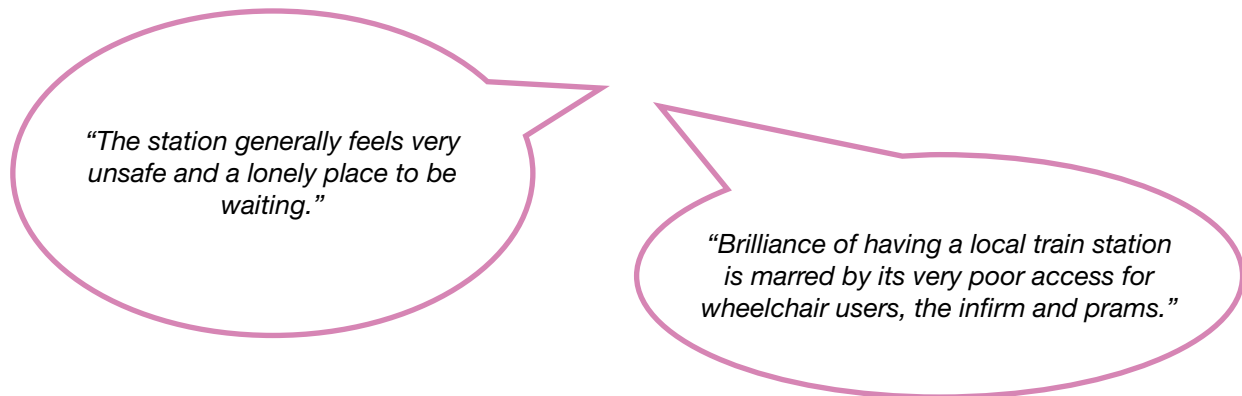 “The station generally feels very
unsafe and a lonely place to be
waiting.”
“Brilliance of having a local train station
is marred by its very poor access for
wheelchair users, the infirm and prams.”